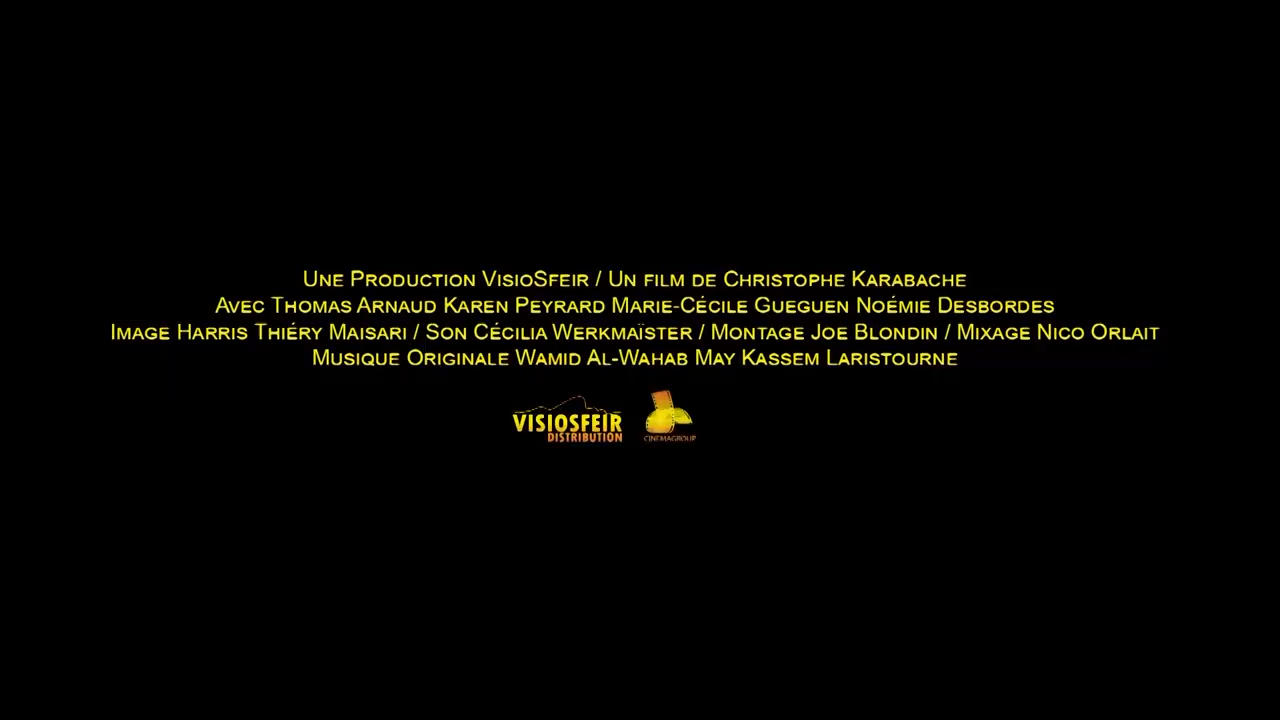 Une Production VisioSfeir / Un film de Christophe Karabache
Avec Thomas Arnaud Karen Peyrard Marie-Cécile Gueguen Noémie Desbordes
Image Harris Thiéry Maisari / Son Cécilia Werkmaïster / Montage Joe Blondin / Mixage Nico Orlait
Musique Originale Wamid Al-Wahab May Kassem Laristourne
VISIOSFEIR
DISTRIBUTION
CINEMAGROUP